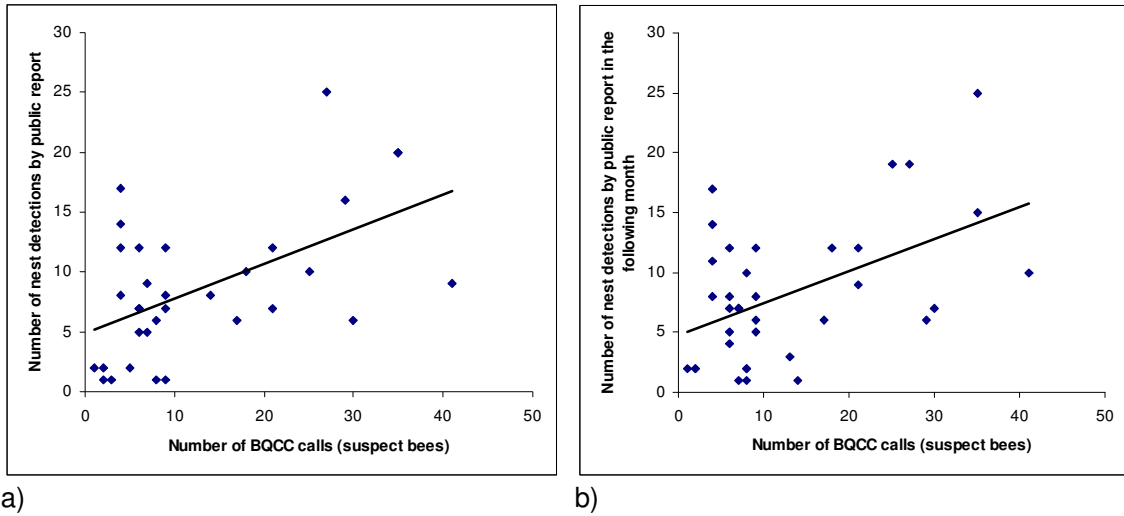 30
25
20
15
10
5
0
Number of nest detections by public report
0 10 20 30 40 50
Number of BQCC calls (suspect bees)
a)
30
25
20
15
10
5
0
Number of nest detections by public report in the
following month
0 10 20 30 40 50
Number of BQCC calls (suspect bees)
b)